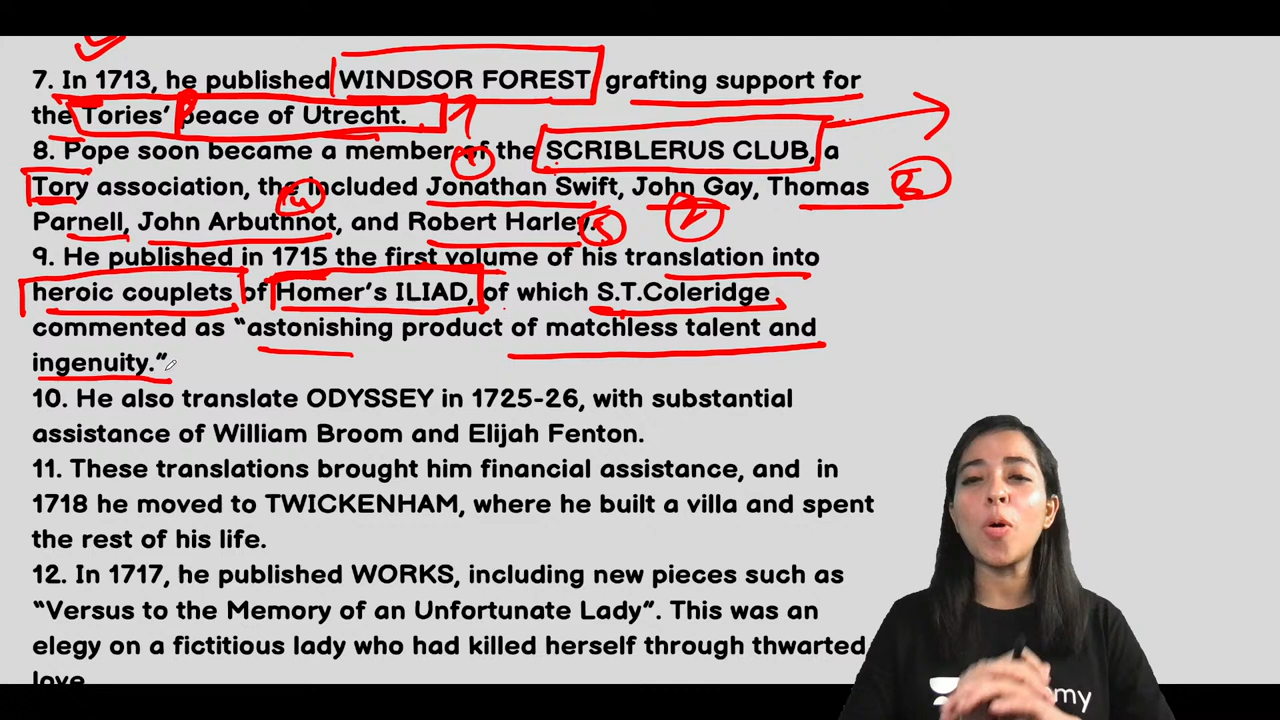 7. In 1713, he published WINDSOR FOREST grafting support for
the Tories' peace of Utrecht.
8. Pope soon became a member of the SCRIBLERUS CLUB, a
Tory association, the included Jonathan Swift, John Gay, Thomas
Parnell, John Arbuthnot, and Robert Harley.
9. He published in 1715 the first volume of his translation into
heroic couplets of Homer's ILIAD, of which S.T.Coleridge
commented as "astonishing product of matchless talent and
ingenuity."
10. He also translate ODYSSEY in 1725-26, with substantial
assistance of William Broom and Elijah Fenton.
11. These translations brought him financial assistance, and in
1718 he moved to TWICKENHAM, where he built a villa and spent
the rest of his life.
12. In 1717, he published WORKS, including new pieces such as
"Versus to the Memory of an Unfortunate Lady". This was an
elegy on a fictitious lady who had killed herself through thwarted
love